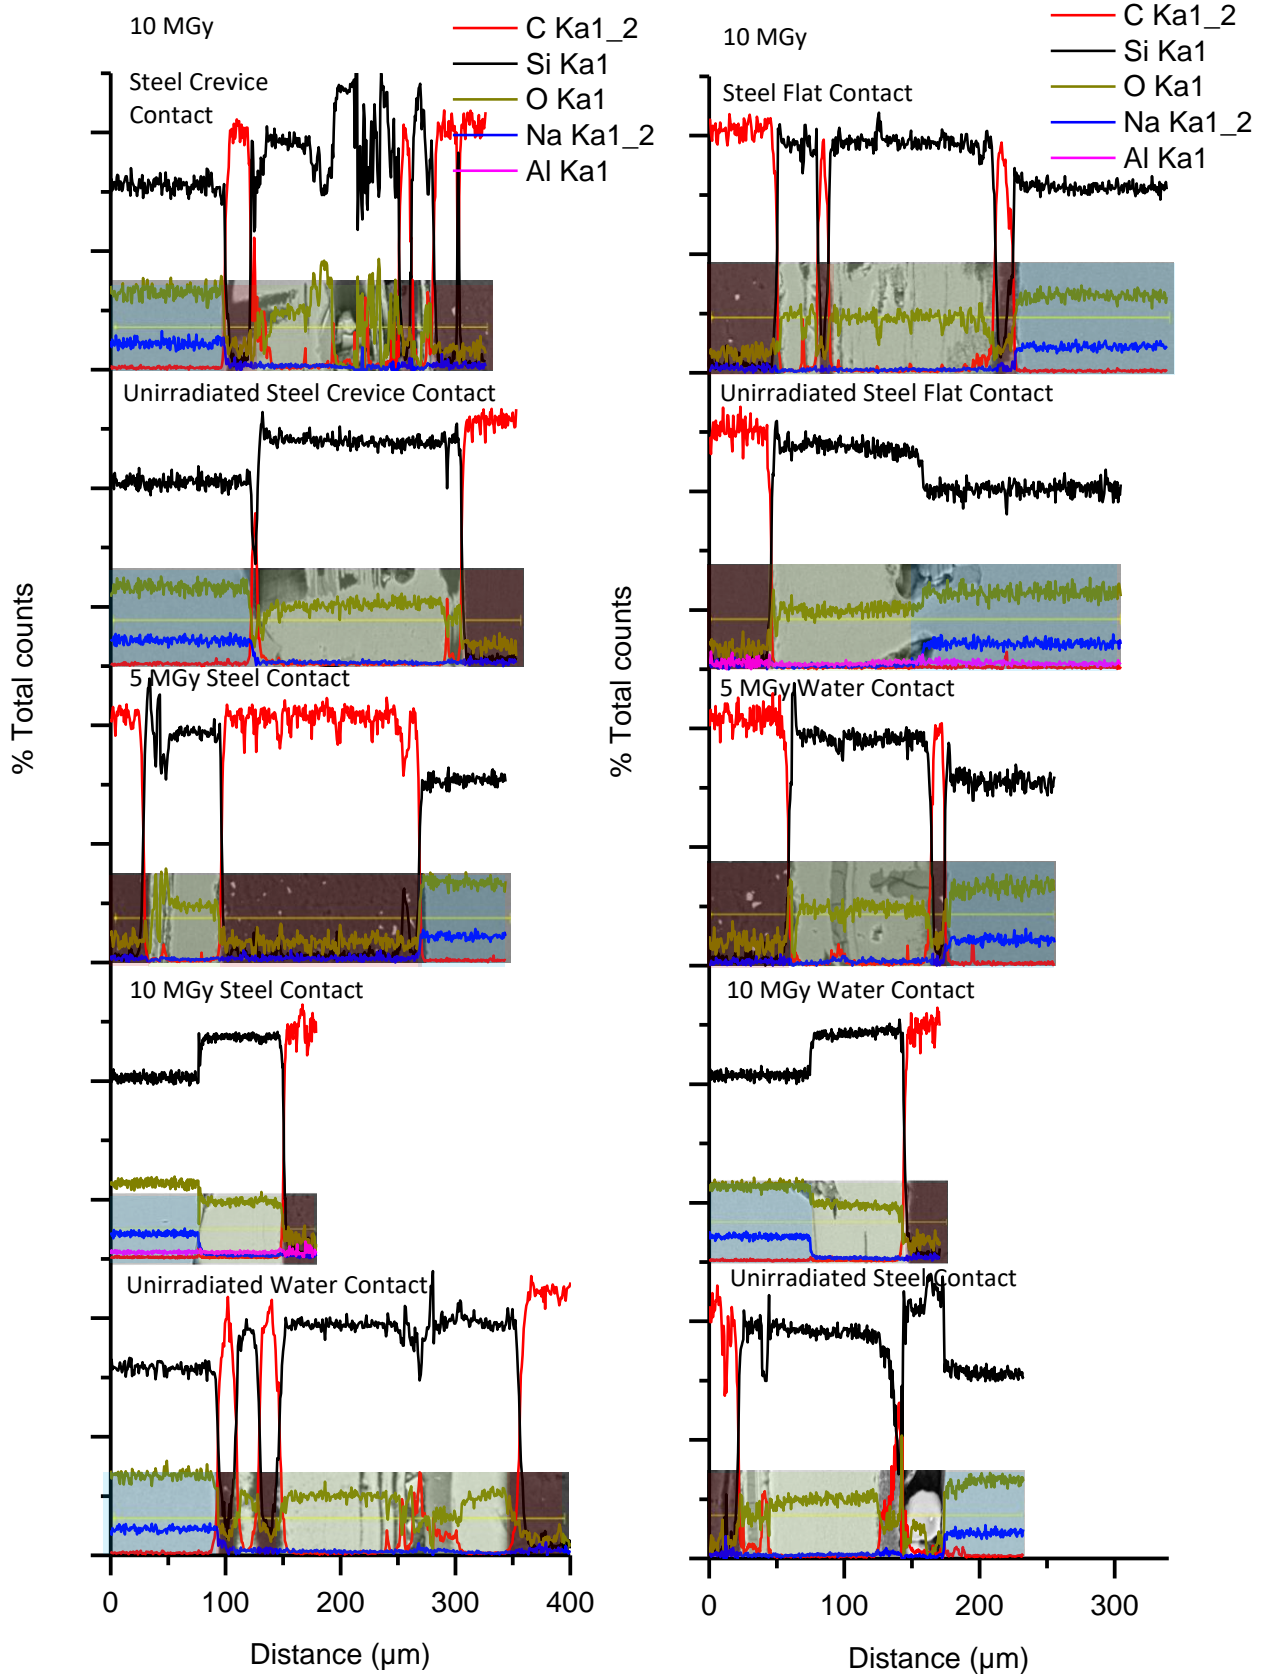 10 MGy
Steel Crevice
Contact
C Ka1_2
Si Ka1
O Ka1
Na Ka1_2
Al Ka1
Unirradiated Steel Crevice Contact
5 MGy Steel Contact
10 MGy Steel Contact
Unirradiated Water Contact
% Total counts
0 100 200 300 400
Distance (µm)
10 MGy
Steel Flat Contact
C Ka1_2
Si Ka1
O Ka1
Na Ka1_2
Al Ka1
Unirradiated Steel Flat Contact
5 MGy Water Contact
10 MGy Water Contact
Unirradiated Steel Contact
% Total counts
0 100 200 300
Distance (µm)